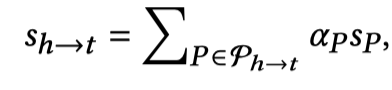 s_{h→t} = ∑_{P∈𝒫_{h→t}} α_P s_P,